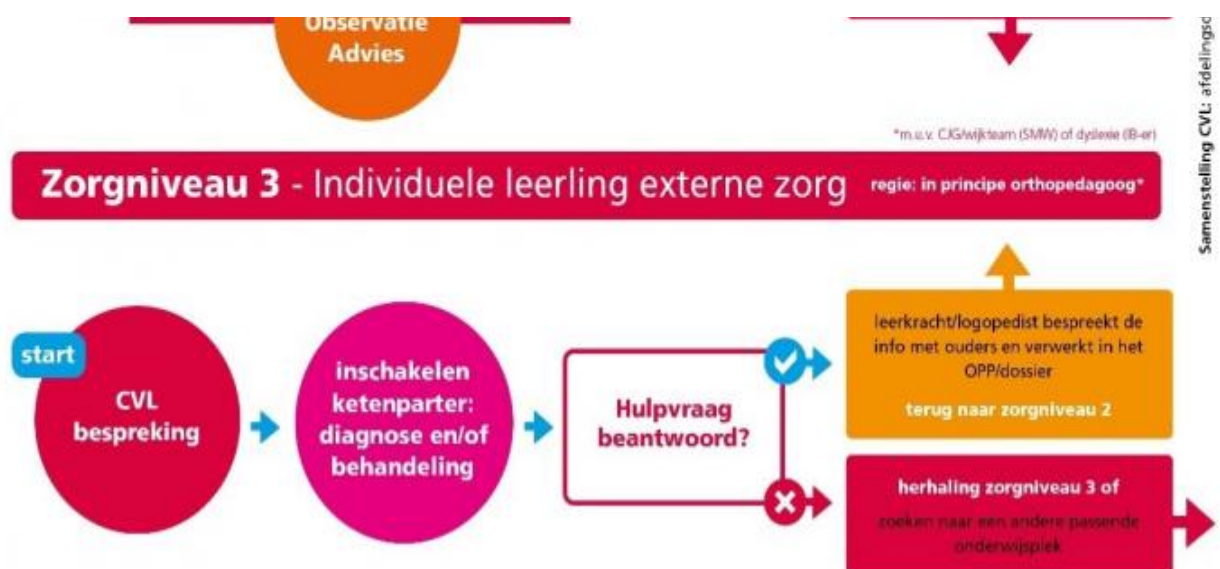 Observatie
Advies
Samenstelling CVL: afdelingsd
*m.u.v. CJG/wijkteam (SMW) of dyslexie (IB-er)
Zorgniveau 3 - Individuele leerling externe zorg regie: in principe orthopedagoog*
start
CVL
bespreking
inschakelen
ketenparter:
diagnose en/of
behandeling
Hulpvraag
beantwoord?
leerkracht/logopedist bespreekt de
info met ouders en verwerkt in het
OPP/dossier
terug naar zorgniveau 2
herhaling zorgniveau 3 of
zoeken naar een andere passende
onderwijsplek